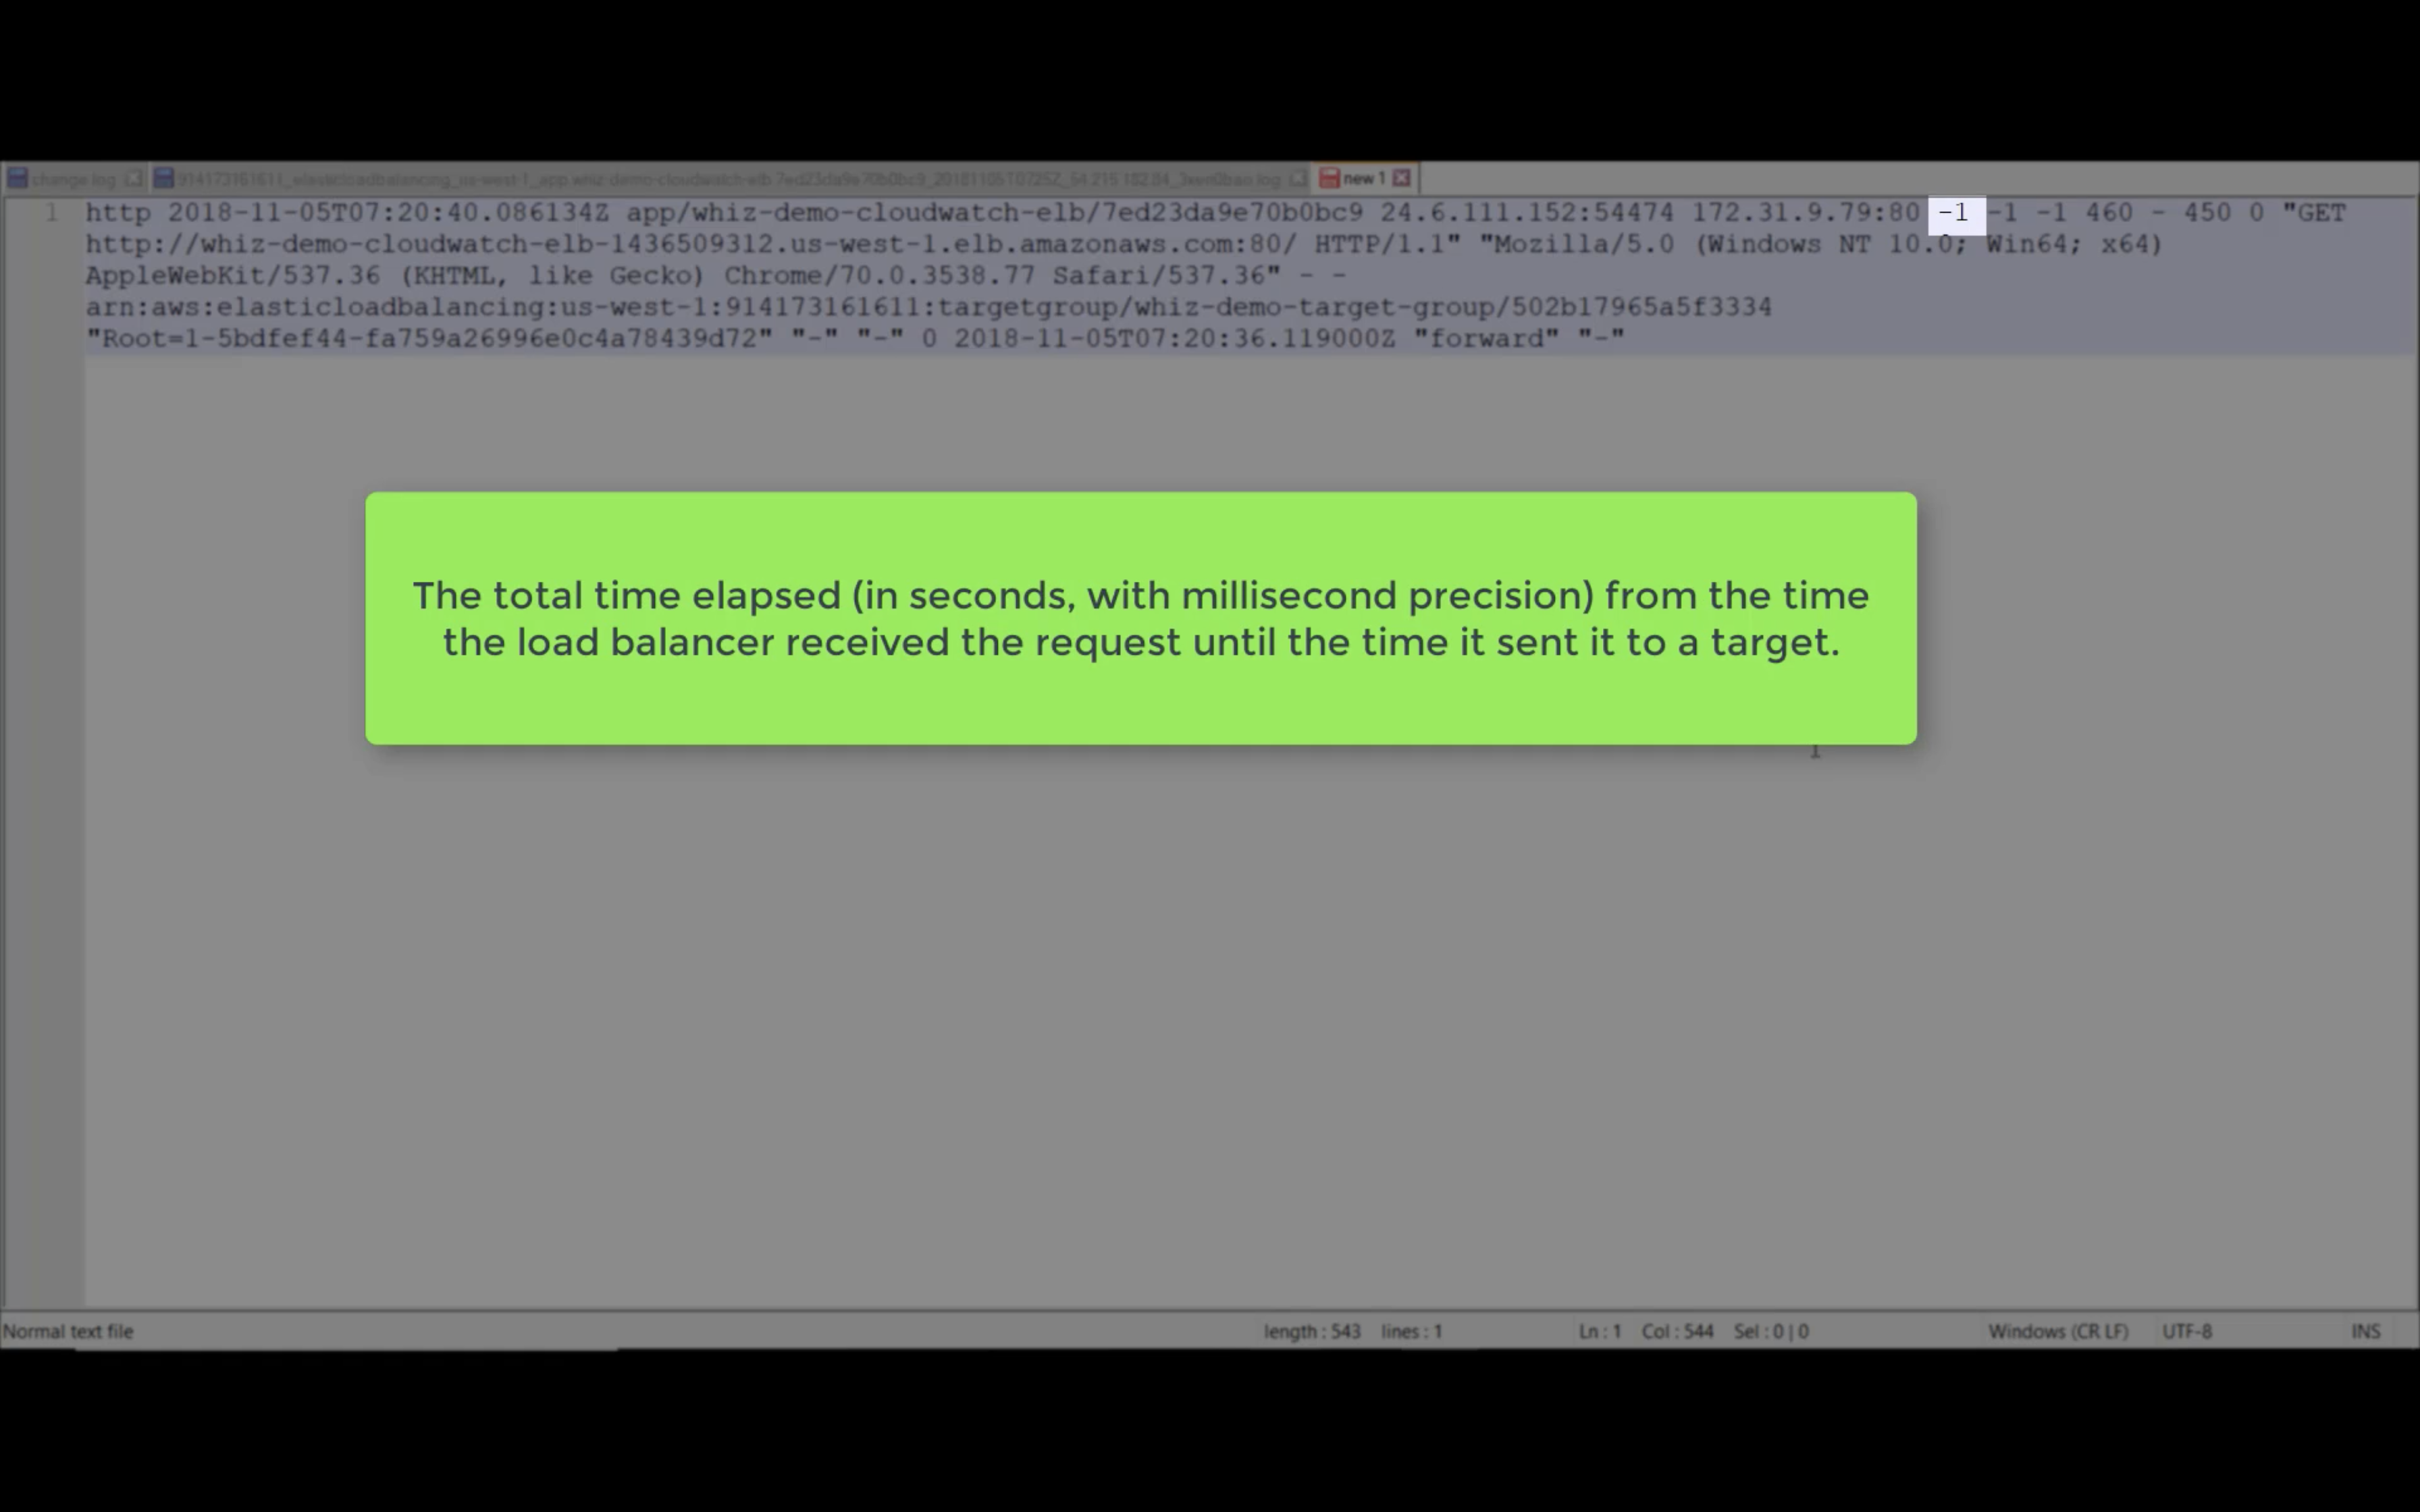 change.log
new 1
1 http 2018-11-05T07:20:40.086134Z app/whiz-demo-cloudwatch-elb/7ed23da9e70b0bc9 24.6.111.152:54474 172.31.9.79:80 -1 -1 -1 460 - 450 0 "GET
http://whiz-demo-cloudwatch-elb-1436509312.us-west-1.elb.amazonaws.com:80/ HTTP/1.1" "Mozilla/5.0 (Windows NT 10.0; Win64; x64)
AppleWebKit/537.36 (KHTML, like Gecko) Chrome/70.0.3538.77 Safari/537.36" - -
arn:aws:elasticloadbalancing:us-west-1:914173161611:targetgroup/whiz-demo-target-group/502b17965a5f3334
"Root=1-5bdfef44-fa759a26996e0c4a78439d72" "-" "-" 0 2018-11-05T07:20:36.119000Z "forward" "-"
The total time elapsed (in seconds, with millisecond precision) from the time
the load balancer received the request until the time it sent it to a target.
Normal text file length : 543 lines : 1 Ln : 1 Col : 544 Sel : 0 | 0 Windows (CR LF) UTF-8 INS